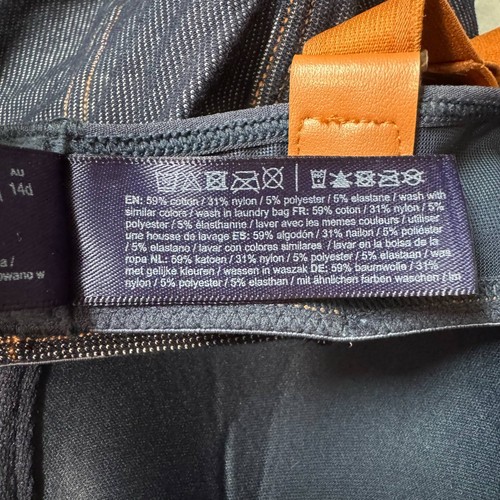 AU
14d
EN: 59% cotton / 31% nylon / 5% polyester / 5% elastane / wash with
similar colors / wash in laundry bag FR: 59% coton / 31% nylon / 5%
polyester / 5% élasthanne / laver avec les memes couleurs / utiliser
une housse de lavage ES: 59% algodón / 31% nailon / 5% poliéster
/ 5% elastano / lavar con colores similares / lavar en la bolsa de la
ropa NL: 59% katoen / 31% nylon / 5% polyester / 5% elastaan / was
met gelijke kleuren / wassen in waszak DE: 59% baumwolle / 31%
nylon / 5% polyester / 5% elasthan / mit ähnlichen farben waschen / im